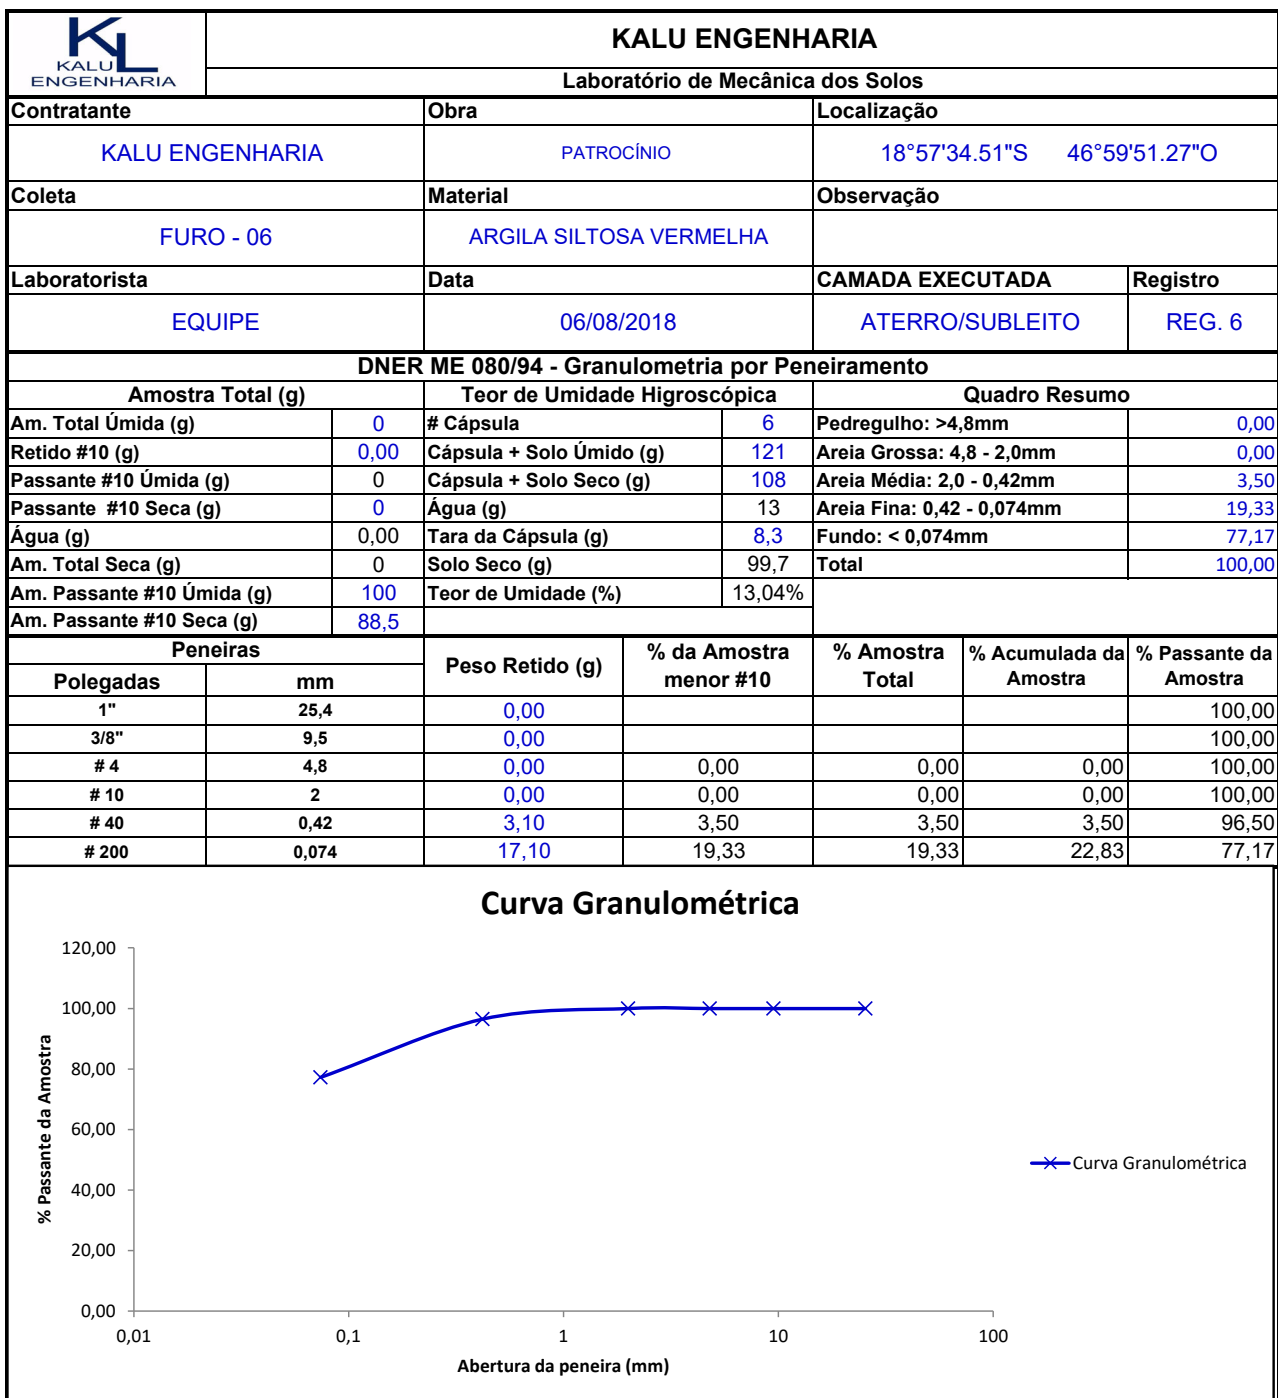 KL
KALU
ENGENHARIA
KALU ENGENHARIA
Laboratório de Mecânica dos Solos
Contratante Obra Localização
KALU ENGENHARIA PATROCÍNIO 18°57'34.51"S 46°59'51.27"O
Coleta Material Observação
FURO - 06 ARGILA SILTOSA VERMELHA
Laboratorista Data CAMADA EXECUTADA Registro
EQUIPE 06/08/2018 ATERRO/SUBLEITO REG. 6
DNER ME 080/94 - Granulometria por Peneiramento
Amostra Total (g) Teor de Umidade Higroscópica Quadro Resumo
Am. Total Úmida (g) 0 # Cápsula 6 Pedregulho: >4,8mm 0,00
Retido #10 (g) 0,00 Cápsula + Solo Úmido (g) 121 Areia Grossa: 4,8 - 2,0mm 0,00
Passante #10 Úmida (g) 0 Cápsula + Solo Seco (g) 108 Areia Média: 2,0 - 0,42mm 3,50
Passante #10 Seca (g) 0 Água (g) 13 Areia Fina: 0,42 - 0,074mm 19,33
Água (g) 0,00 Tara da Cápsula (g) 8,3 Fundo: < 0,074mm 77,17
Am. Total Seca (g) 0 Solo Seco (g) 99,7 Total 100,00
Am. Passante #10 Úmida (g) 100 Teor de Umidade (%) 13,04%
Am. Passante #10 Seca (g) 88,5
Peneiras Peso Retido (g) % da Amostra menor #10 % Amostra Total % Acumulada da Amostra % Passante da Amostra
Polegadas mm
1" 25,4 0,00 100,00
3/8" 9,5 0,00 100,00
# 4 4,8 0,00 0,00 0,00 0,00 100,00
# 10 2 0,00 0,00 0,00 0,00 100,00
# 40 0,42 3,10 3,50 3,50 3,50 96,50
# 200 0,074 17,10 19,33 19,33 22,83 77,17
Curva Granulométrica
120,00
100,00
80,00
60,00
40,00
20,00
0,00
% Passante da Amostra
Curva Granulométrica
0,01 0,1 1 10 100
Abertura da peneira (mm)